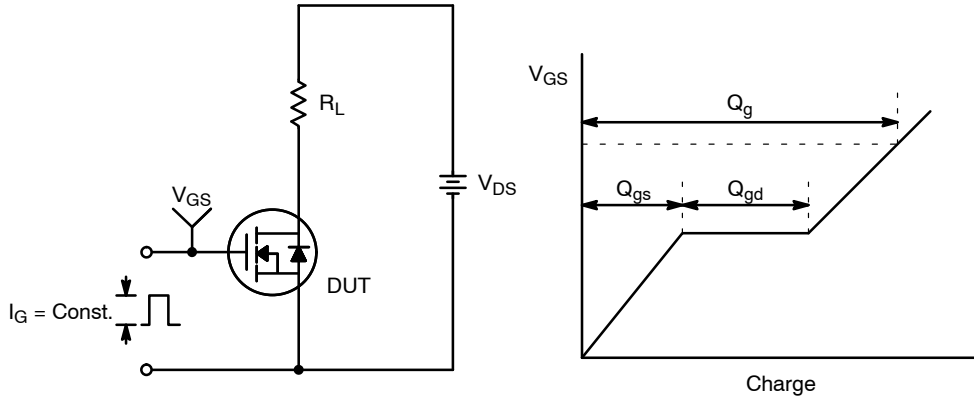 R_L
V_GS
V_DS
DUT
I_G = Const.
V_GS
Q_g
Q_gs
Q_gd
Charge